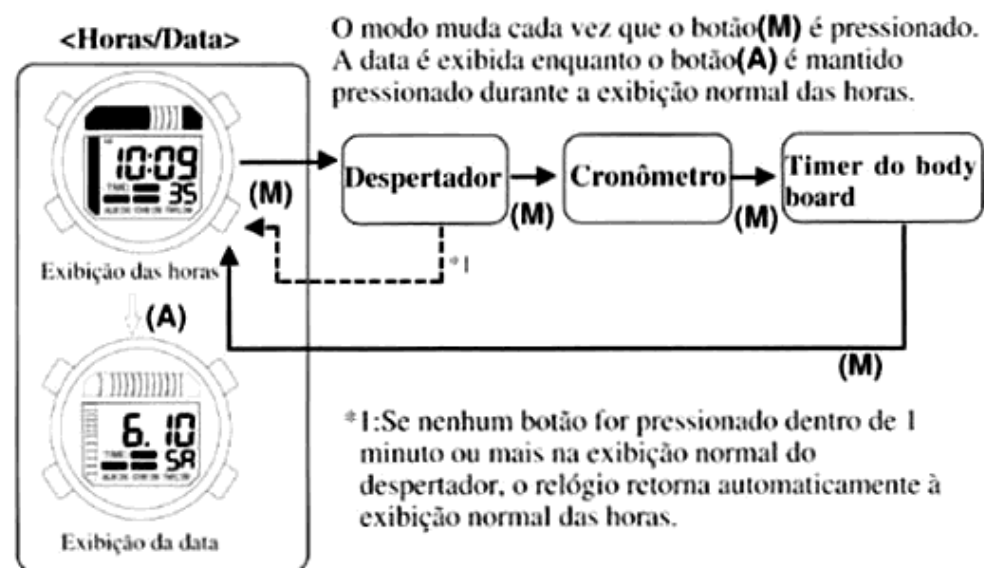 <Horas/Data>
O modo muda cada vez que o botão(M) é pressionado.
A data é exibida enquanto o botão(A) é mantido
pressionado durante a exibição normal das horas.
10:09
TIME
35
Exibição das horas
(M)
Despertador
(M)
Cronômetro
(M)
Timer do body
board
*1
(A)
(M)
6. 10
TIME
SA
Exibição da data
*1:Se nenhum botão for pressionado dentro de 1
minuto ou mais na exibição normal do
despertador, o relógio retorna automaticamente à
exibição normal das horas.